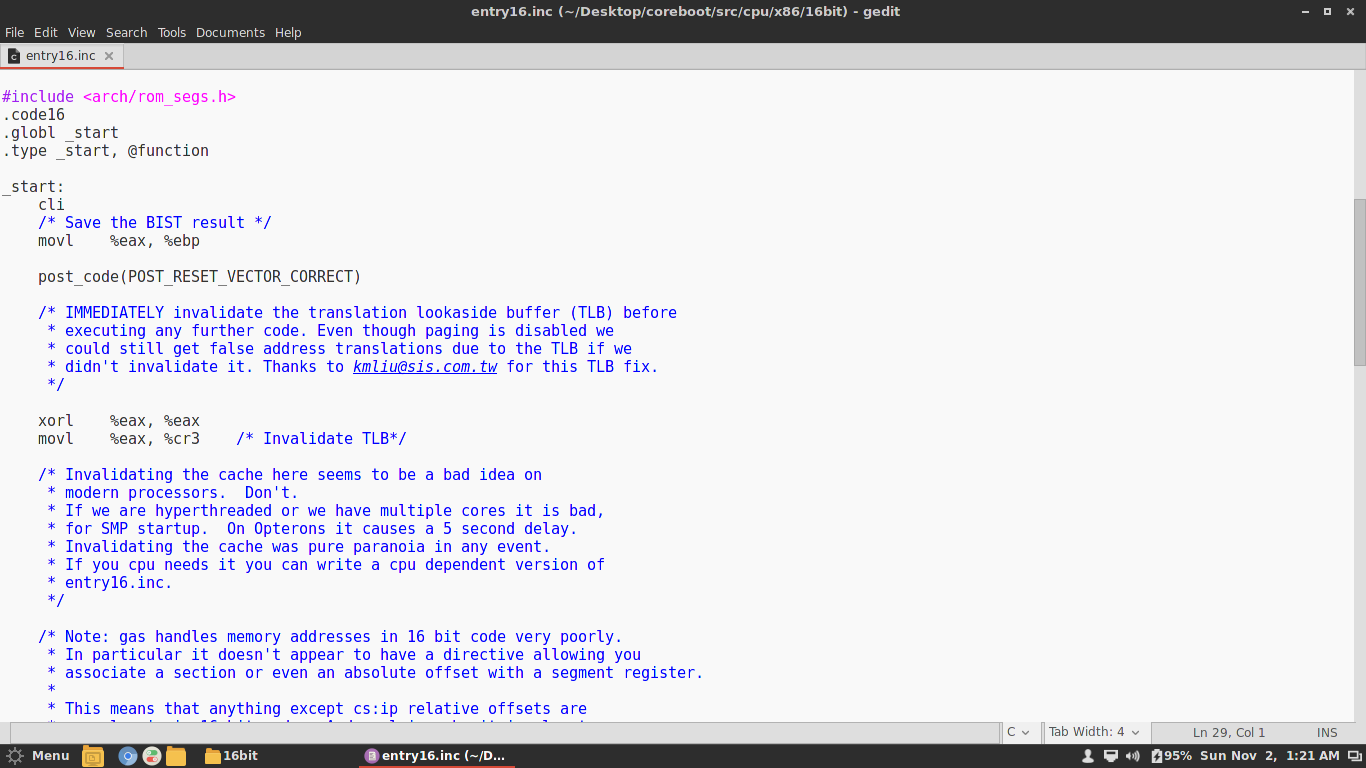 entry16.inc (~/Desktop/coreboot/src/cpu/x86/16bit) - gedit
File Edit View Search Tools Documents Help
entry16.inc
#include <arch/rom_segs.h>
.code16
.globl _start
.type _start, @function
_start:
cli
/* Save the BIST result */
movl %eax, %ebp
post_code(POST_RESET_VECTOR_CORRECT)
/* IMMEDIATELY invalidate the translation lookaside buffer (TLB) before
* executing any further code. Even though paging is disabled we
* could still get false address translations due to the TLB if we
* didn't invalidate it. Thanks to kmliu@sis.com.tw for this TLB fix.
*/
xorl %eax, %eax
movl %eax, %cr3 /* Invalidate TLB*/
/* Invalidating the cache here seems to be a bad idea on
* modern processors.  Don't.
* If we are hyperthreaded or we have multiple cores it is bad,
* for SMP startup.  On Opterons it causes a 5 second delay.
* Invalidating the cache was pure paranoia in any event.
* If you cpu needs it you can write a cpu dependent version of
* entry16.inc.
*/
/* Note: gas handles memory addresses in 16 bit code very poorly.
* In particular it doesn't appear to have a directive allowing you
* associate a section or even an absolute offset with a segment register.
*
* This means that anything except cs:ip relative offsets are
C Tab Width: 4 Ln 29, Col 1 INS
Menu 16bit entry16.inc (~/D... 95% Sun Nov 2, 1:21 AM